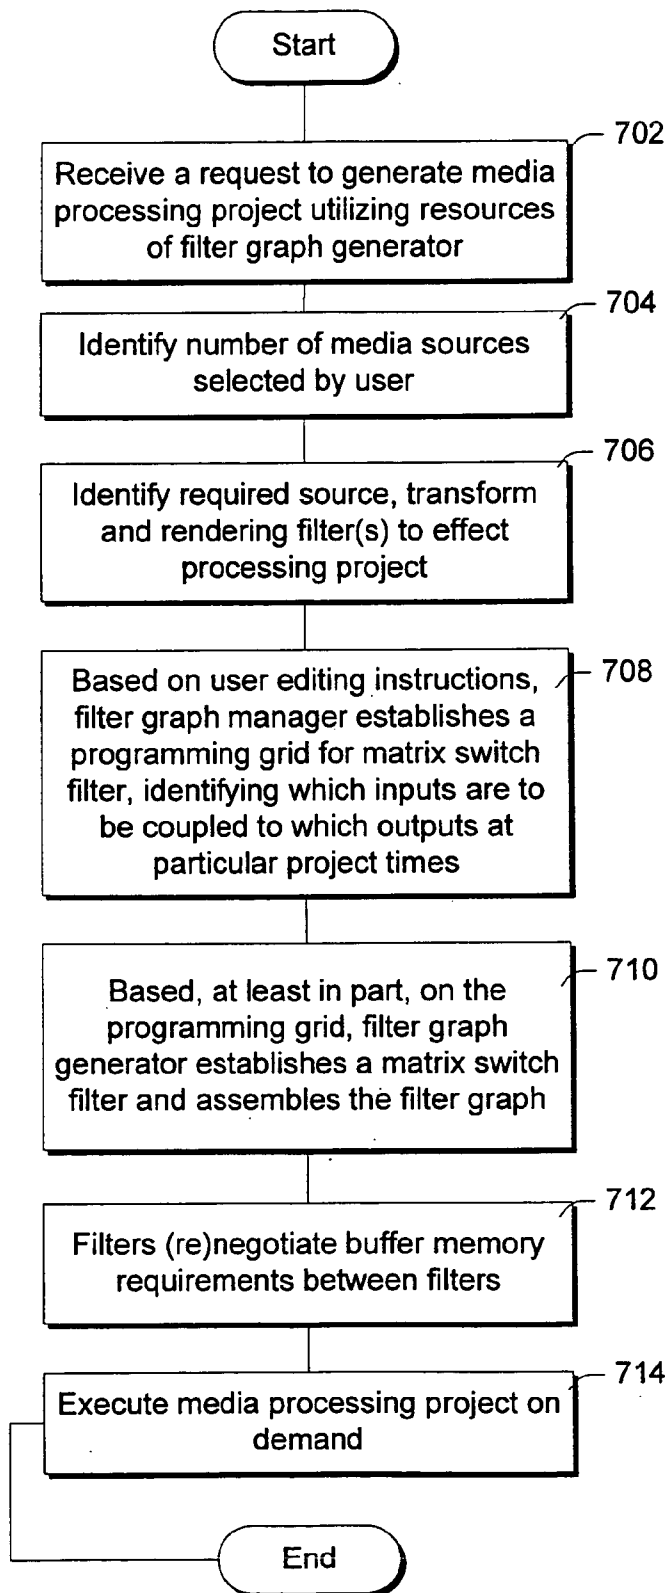 Start
702
Receive a request to generate media
processing project utilizing resources
of filter graph generator
704
Identify number of media sources
selected by user
706
Identify required source, transform
and rendering filter(s) to effect
processing project
708
Based on user editing instructions,
filter graph manager establishes a
programming grid for matrix switch
filter, identifying which inputs are to
be coupled to which outputs at
particular project times
710
Based, at least in part, on the
programming grid, filter graph
generator establishes a matrix switch
filter and assembles the filter graph
712
Filters (re)negotiate buffer memory
requirements between filters
714
Execute media processing project on
demand
End